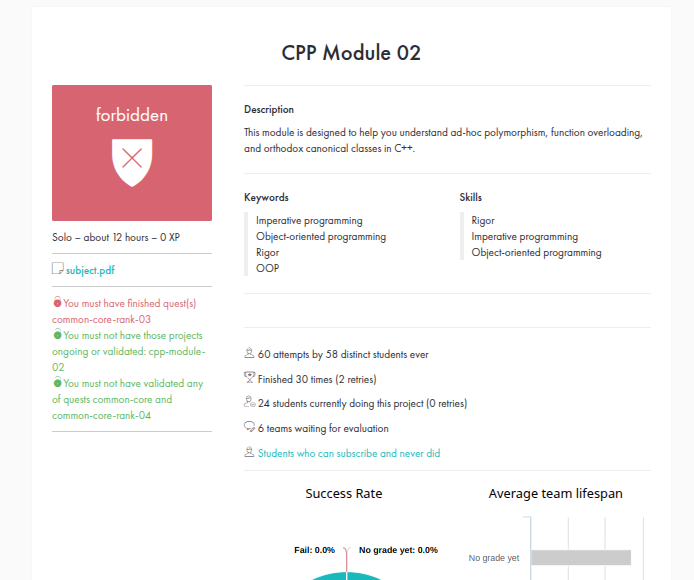 CPP Module 02
forbidden
Solo – about 12 hours – 0 XP
subject.pdf
You must have finished quest(s)
common-core-rank-03
You must not have those projects
ongoing or validated: cpp-module-
02
You must not have validated any
of quests common-core and
common-core-rank-04
Description
This module is designed to help you understand ad-hoc polymorphism, function overloading,
and orthodox canonical classes in C++.
Keywords
Imperative programming
Object-oriented programming
Rigor
OOP
Skills
Rigor
Imperative programming
Object-oriented programming
60 attempts by 58 distinct students ever
Finished 30 times (2 retries)
24 students currently doing this project (0 retries)
6 teams waiting for evaluation
Students who can subscribe and never did
Success Rate
Fail: 0.0%
No grade yet: 0.0%
Average team lifespan
No grade yet